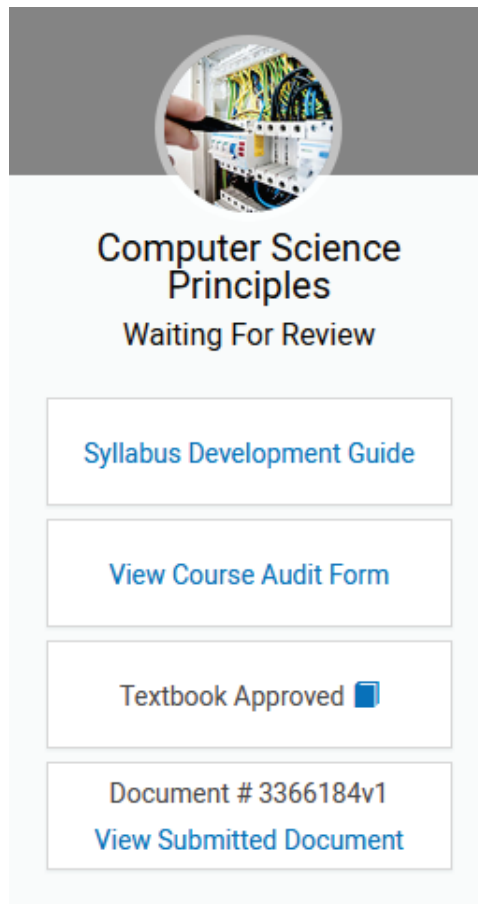 Computer Science
Principles
Waiting For Review
Syllabus Development Guide
View Course Audit Form
Textbook Approved
Document # 3366184v1
View Submitted Document